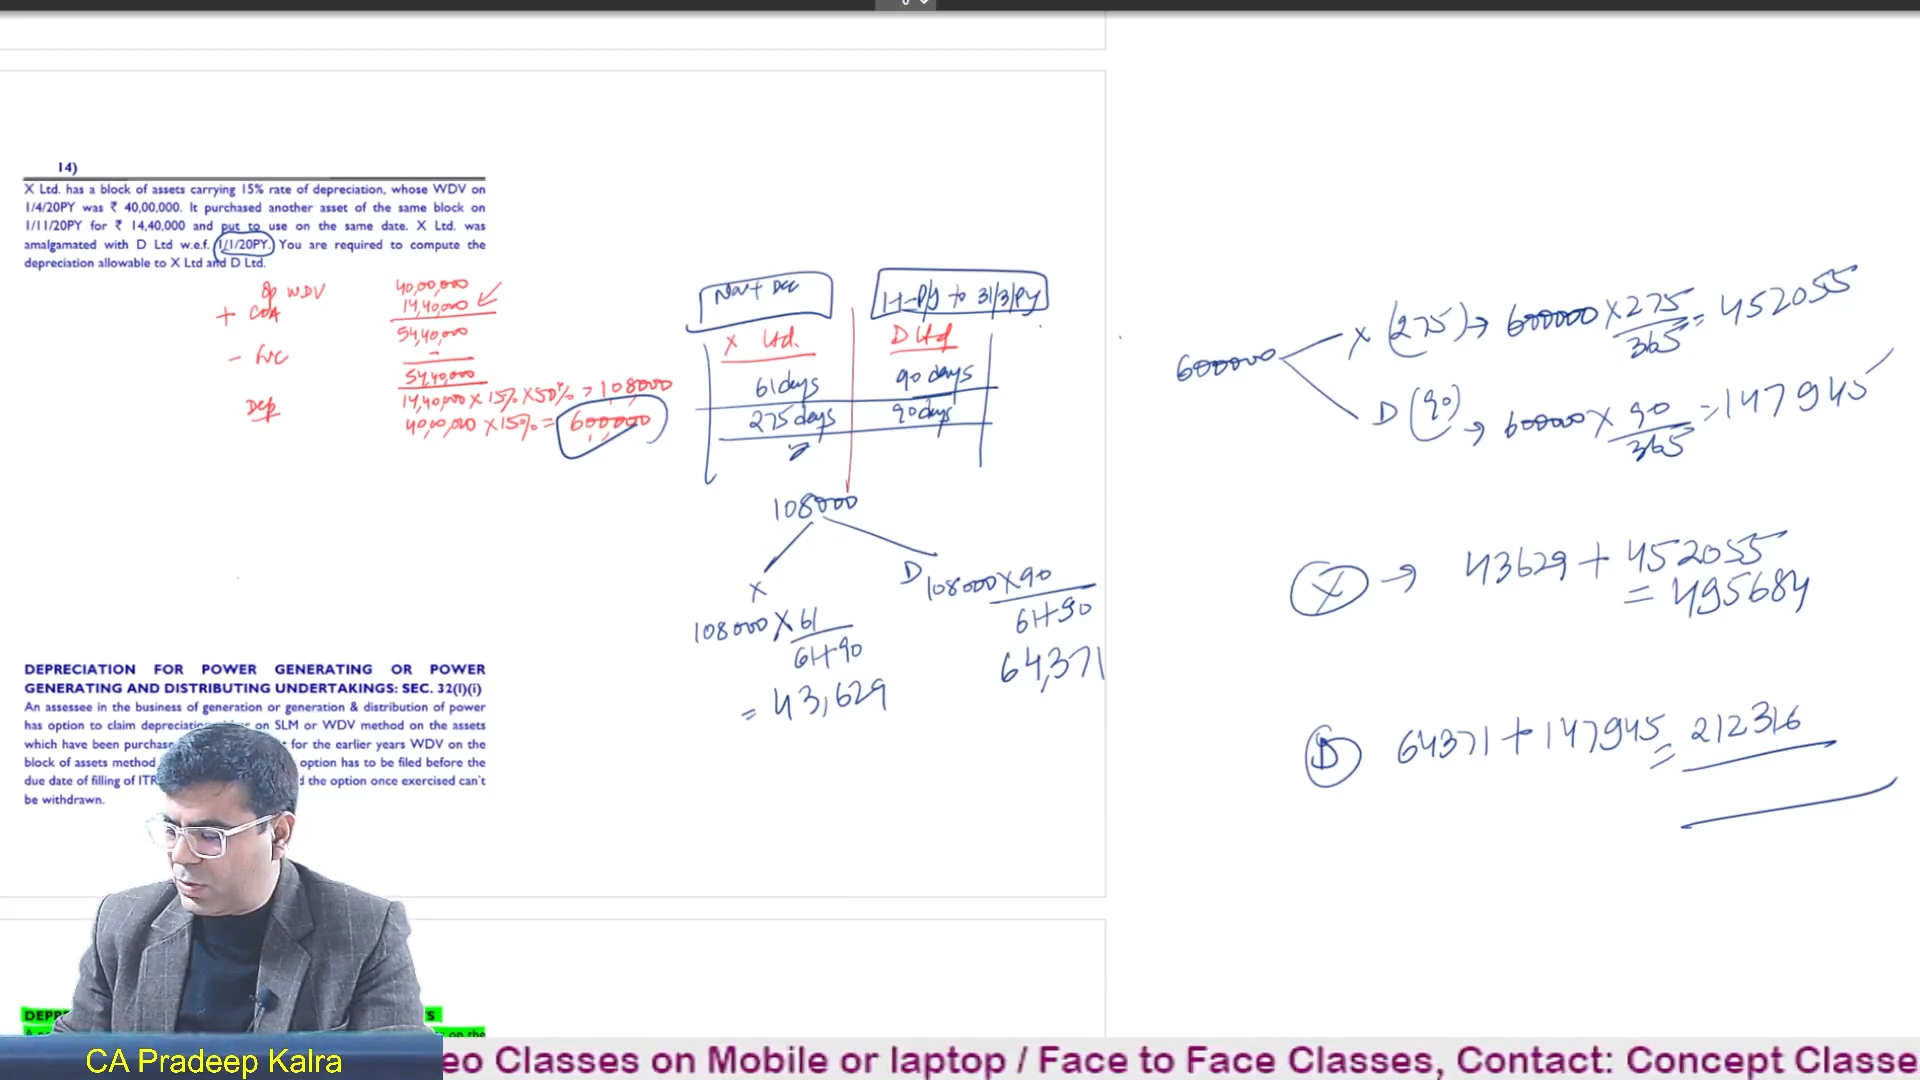 14)
X Ltd. has a block of assets carrying 15% rate of depreciation, whose WDV on
1/4/20PY was ₹ 40,00,000. It purchased another asset of the same block on
1/11/20PY for ₹ 14,40,000 and put to use on the same date. X Ltd. was
amalgamated with D Ltd w.e.f. 1/1/20PY. You are required to compute the
depreciation allowable to X Ltd and D Ltd.
Op WDV 40,00,000
+ COA 14,40,000
54,40,000
- -
54,40,000
Dep 14,40,000 × 15% × 50% = 108000
40,00,000 × 15% = 600000
Nov + Dec
to 31/3/PY
X Ltd. D Ltd
61 days 90 days
275 days 90 days
108000
X D
108000 × 61
61+90
= 43,629
108000 × 90
61+90
64,371
600000
X (275) → 600000 × 275 = 452055
365
D (90) → 600000 × 90 = 147945
365
X → 43629 + 452055
= 495684
D 64371 + 147945 = 212316
DEPRECIATION FOR POWER GENERATING OR POWER
GENERATING AND DISTRIBUTING UNDERTAKINGS: SEC. 32(1)(i)
An assessee in the business of generation or generation & distribution of power
has option to claim on SLM or WDV method on the assets
which have been for the earlier years WDV on the
block of assets method option has to be filed before the
due date of filling of the option once exercised can't
be withdrawn.
on the
CA Pradeep Kalra
eo Classes on Mobile or laptop / Face to Face Classes, Contact: Concept Classe